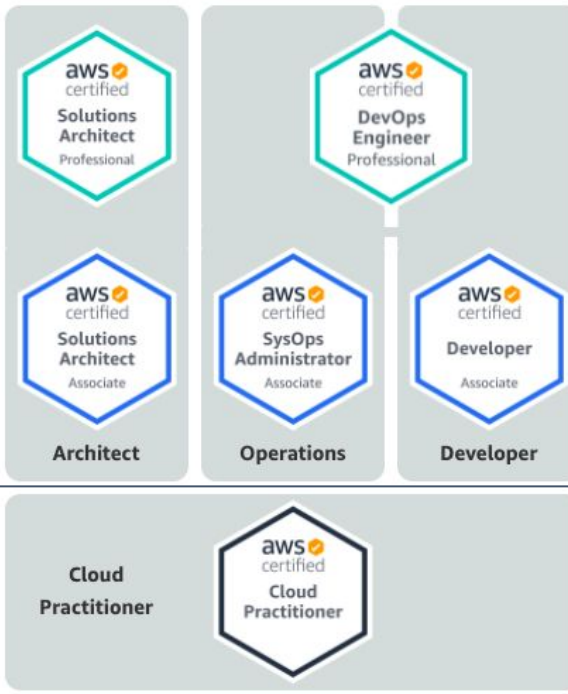 aws
certified
Solutions
Architect
Professional
aws
certified
DevOps
Engineer
Professional
aws
certified
Solutions
Architect
Associate
aws
certified
SysOps
Administrator
Associate
aws
certified
Developer
Associate
Architect
Operations
Developer
Cloud
Practitioner
aws
certified
Cloud
Practitioner